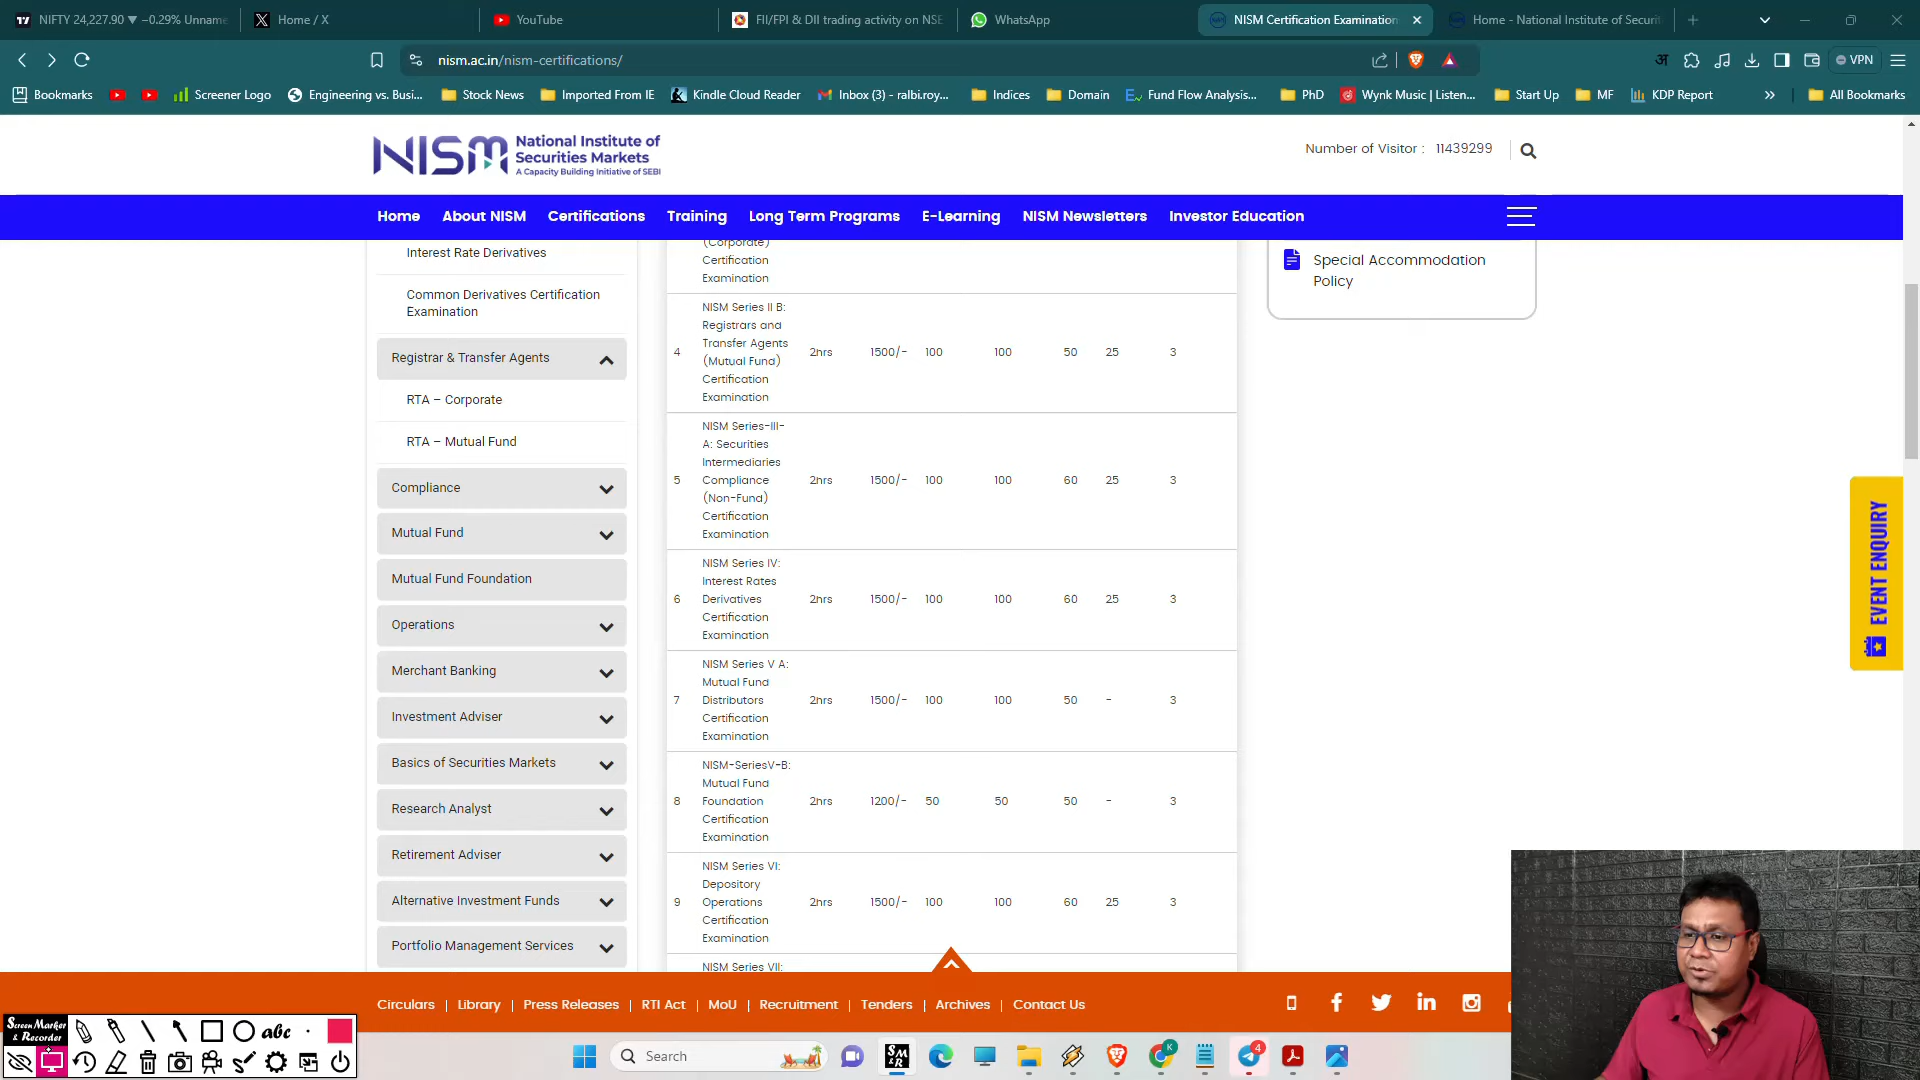 NIFTY 24,227.90 ▼ −0.29% Unname
Home / X
YouTube
FII/FPI & DII trading activity on NSE
WhatsApp
NISM Certification Examination
Home - National Institute of Securi
nism.ac.in/nism-certifications/
VPN
Bookmarks
Screener Logo
Engineering vs. Busi...
Stock News
Imported From IE
Kindle Cloud Reader
Inbox (3) - ralbi.roy...
Indices
Domain
Fund Flow Analysis...
PhD
Wynk Music | Listen...
Start Up
MF
KDP Report
All Bookmarks
NISM National Institute of
Securities Markets
A Capacity Building Initiative of SEBI
Number of Visitor : 11439299
Home
About NISM
Certifications
Training
Long Term Programs
E-Learning
NISM Newsletters
Investor Education
Interest Rate Derivatives
Common Derivatives Certification
Examination
Registrar & Transfer Agents
RTA – Corporate
RTA – Mutual Fund
Compliance
Mutual Fund
Mutual Fund Foundation
Operations
Merchant Banking
Investment Adviser
Basics of Securities Markets
Research Analyst
Retirement Adviser
Alternative Investment Funds
Portfolio Management Services
(Corporate)
Certification
Examination
NISM Series II B:
Registrars and
Transfer Agents
4 (Mutual Fund) 2hrs 1500/- 100 100 50 25 3
Certification
Examination
NISM Series-III-
A: Securities
Intermediaries
5 Compliance 2hrs 1500/- 100 100 60 25 3
(Non-Fund)
Certification
Examination
NISM Series IV:
Interest Rates
6 Derivatives 2hrs 1500/- 100 100 60 25 3
Certification
Examination
NISM Series V A:
Mutual Fund
7 Distributors 2hrs 1500/- 100 100 50 - 3
Certification
Examination
NISM-SeriesV-B:
Mutual Fund
8 Foundation 2hrs 1200/- 50 50 50 - 3
Certification
Examination
NISM Series VI:
Depository
9 Operations 2hrs 1500/- 100 100 60 25 3
Certification
Examination
NISM Series VII:
Special Accommodation
Policy
EVENT ENQUIRY
Circulars
Library
Press Releases
RTI Act
MoU
Recruitment
Tenders
Archives
Contact Us
Screen Marker
& Recorder
abc
Search
SM
&R
K
4
अ